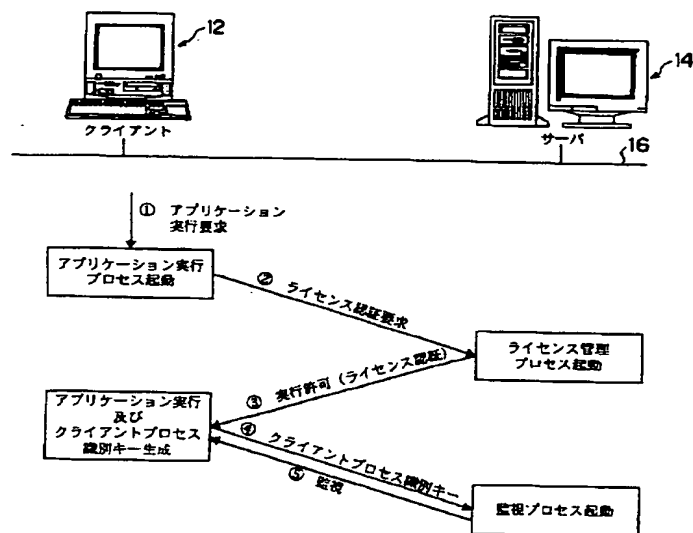 12
14
クライアント
サーバ
16
① アプリケーション
実行要求
アプリケーション実行
プロセス起動
② ライセンス認証要求
ライセンス管理
プロセス起動
③ 実行許可（ライセンス認証）
アプリケーション実行
及び
クライアントプロセス
識別キー生成
④ クライアントプロセス識別キー
⑤ 監視
監視プロセス起動